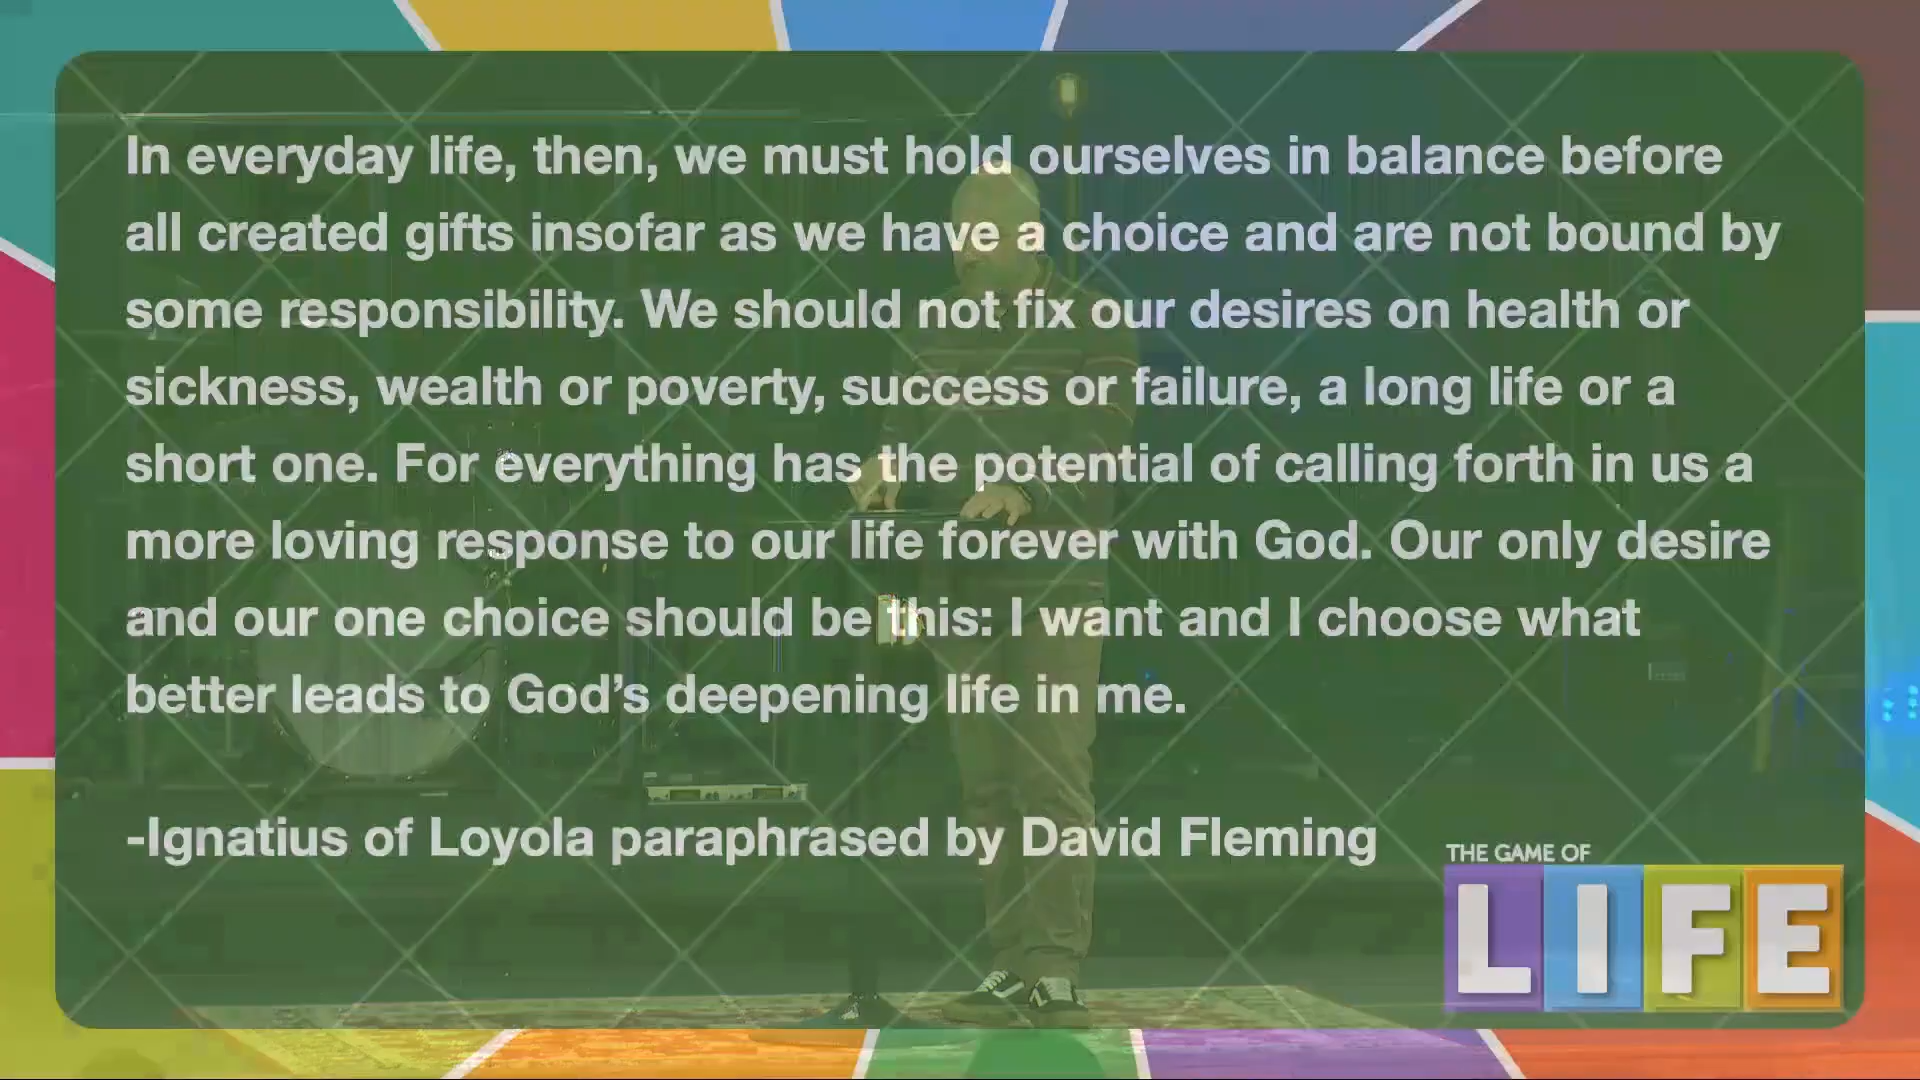 In everyday life, then, we must hold ourselves in balance before
all created gifts insofar as we have a choice and are not bound by
some responsibility. We should not fix our desires on health or
sickness, wealth or poverty, success or failure, a long life or a
short one. For everything has the potential of calling forth in us a
more loving response to our life forever with God. Our only desire
and our one choice should be this: I want and I choose what
better leads to God’s deepening life in me.
-Ignatius of Loyola paraphrased by David Fleming
THE GAME OF
LIFE